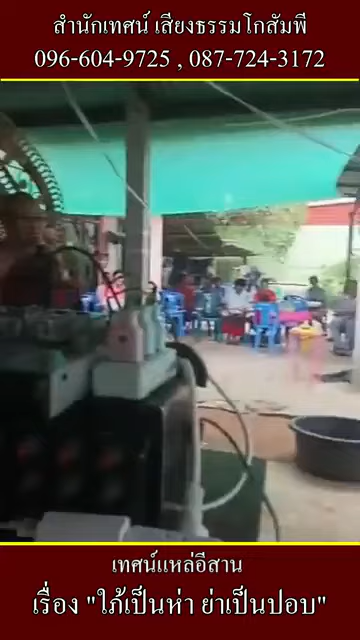 สำนักเทศน์ เสียงธรรมโกสัมพี
096-604-9725 , 087-724-3172
เทศน์แหล่อีสาน
เรื่อง "ใภ้เป็นห่า ย่าเป็นปอบ"